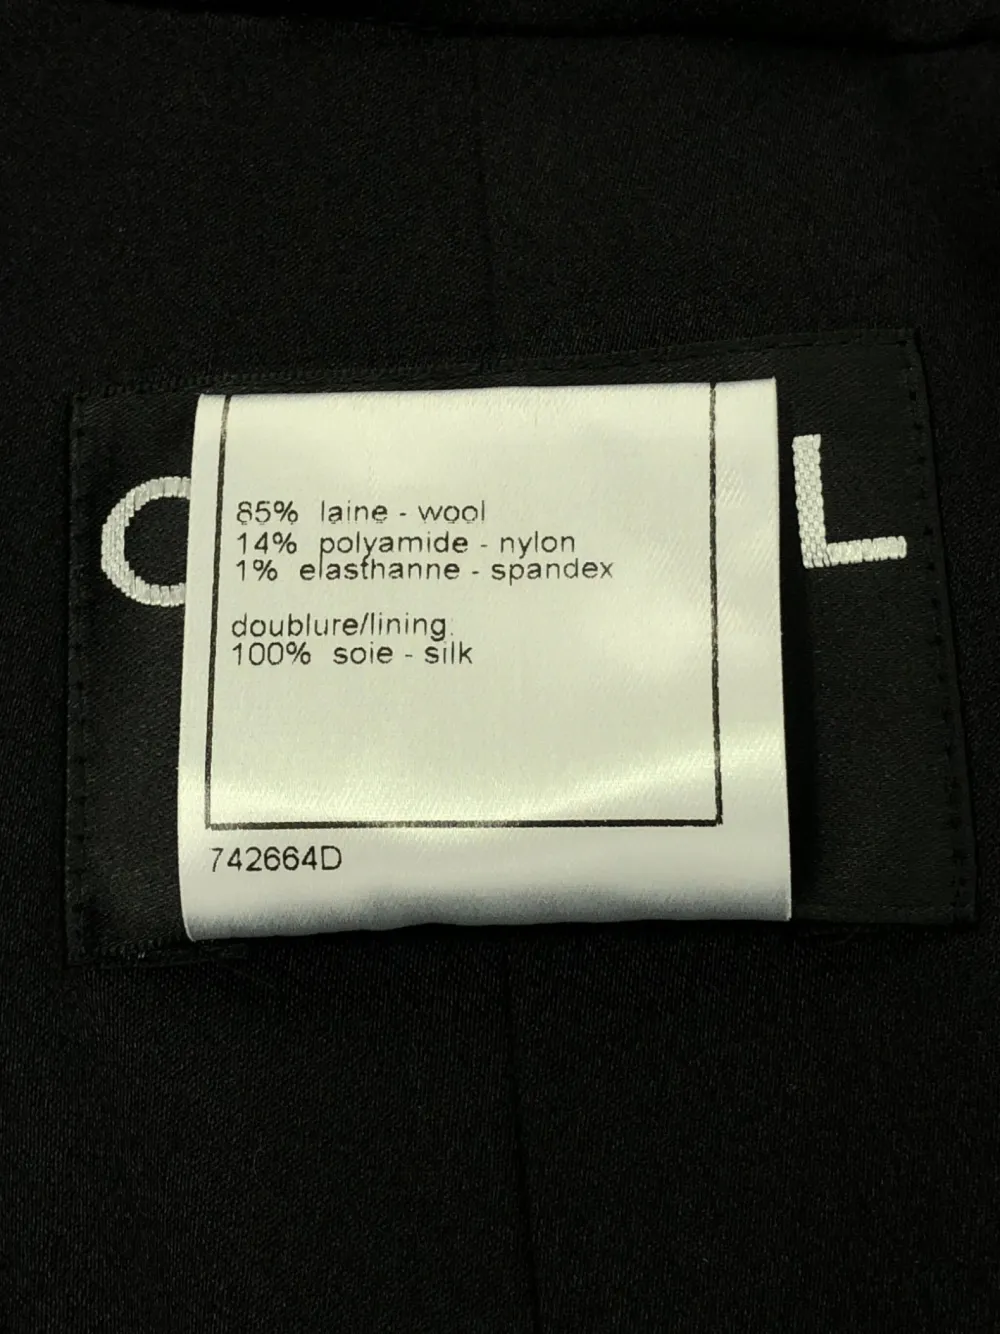 C L
85% laine - wool
14% polyamide - nylon
1% elasthanne - spandex
doublure/lining:
100% soie - silk
742664D